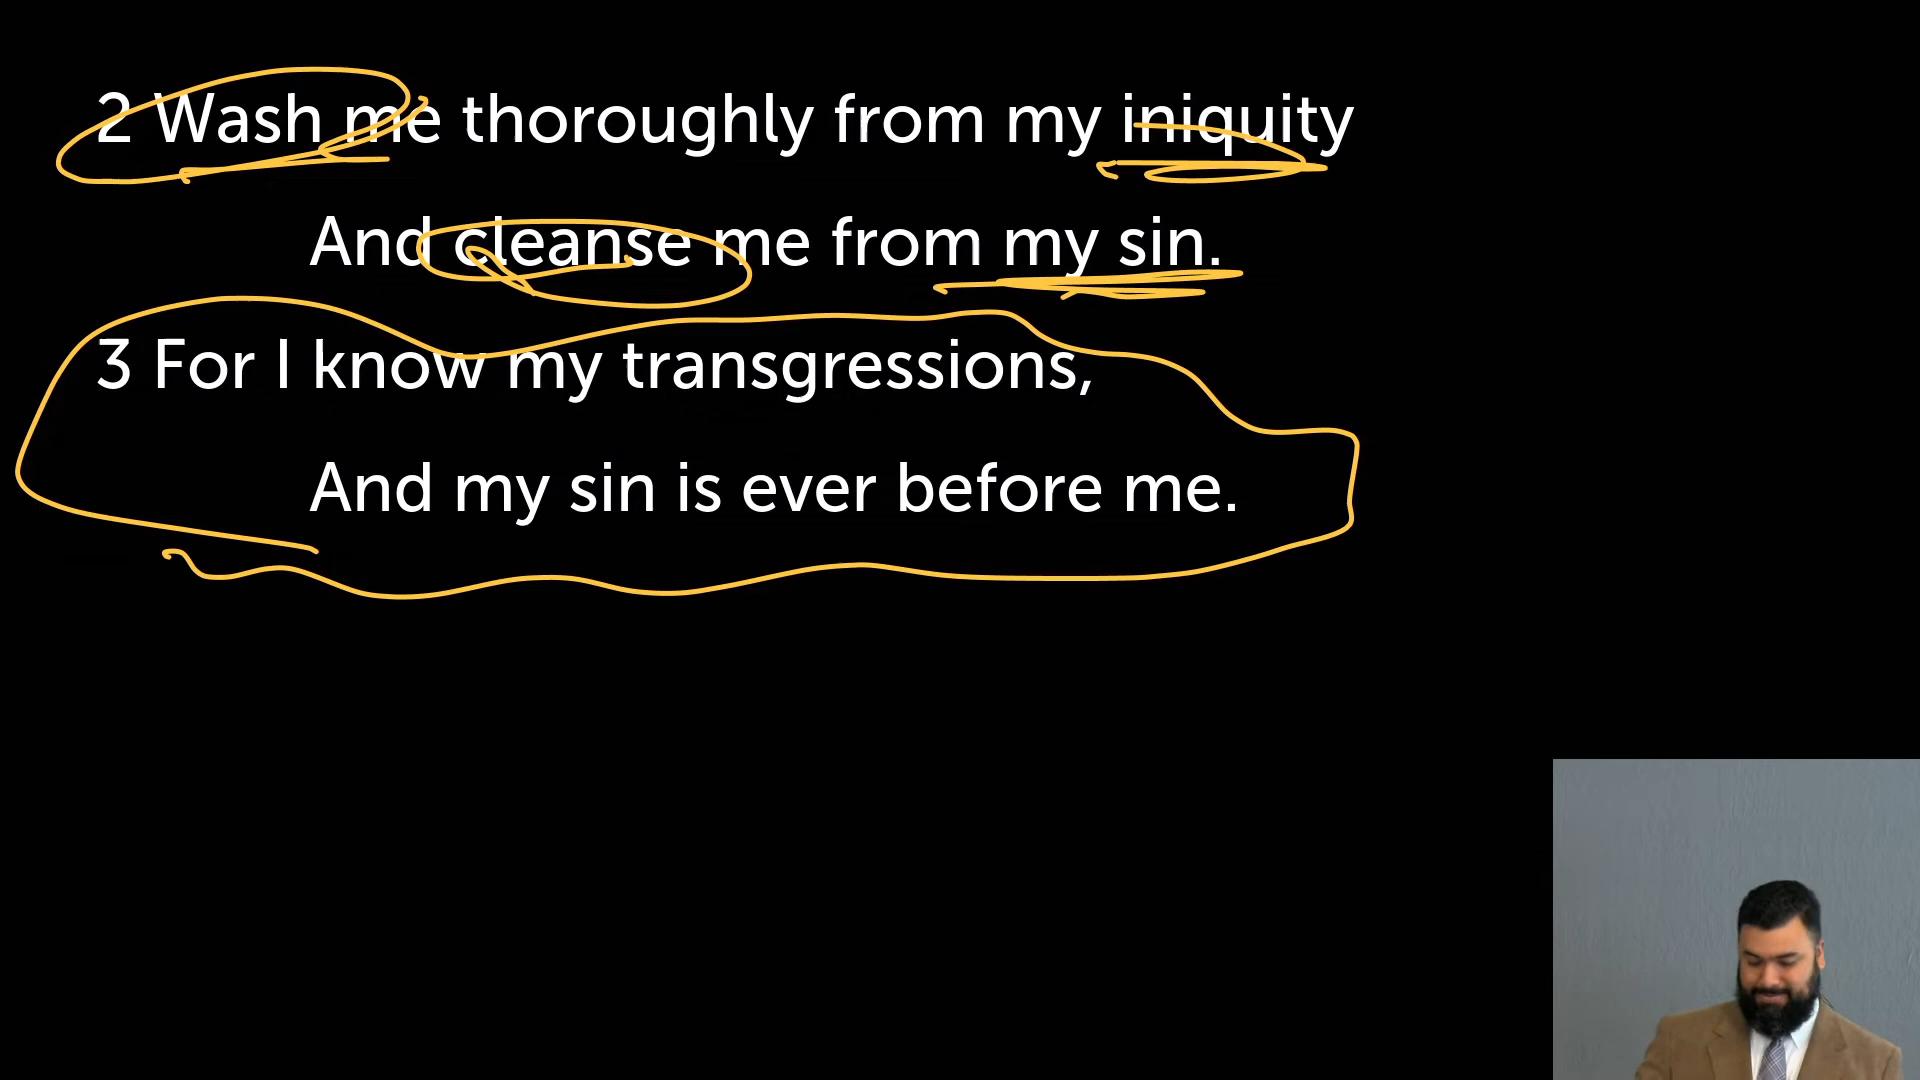 2 Wash me thoroughly from my iniquity
And cleanse me from my sin.
3 For I know my transgressions,
And my sin is ever before me.